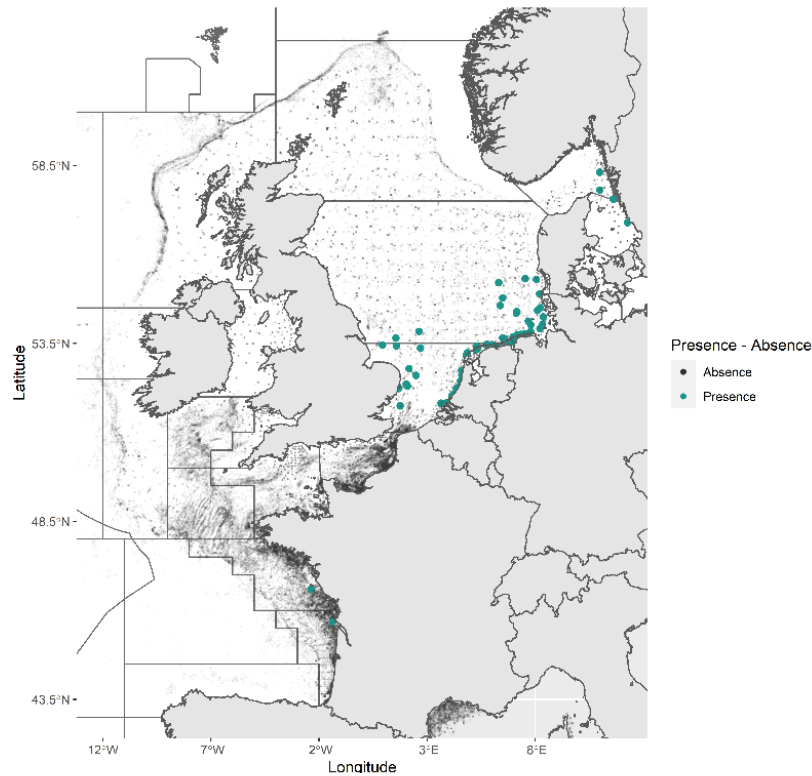 58.5°N
53.5°N
48.5°N
43.5°N
Latitude
12°W
7°W
2°W
3°E
8°E
Longitude
Presence - Absence
Absence
Presence